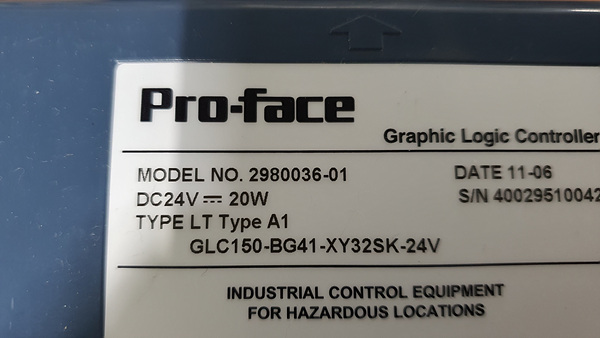 Pro-face
Graphic Logic Controller
MODEL NO. 2980036-01
DATE 11-06
DC24V ⎓ 20W
S/N 40029510042
TYPE LT Type A1
GLC150-BG41-XY32SK-24V
INDUSTRIAL CONTROL EQUIPMENT
FOR HAZARDOUS LOCATIONS